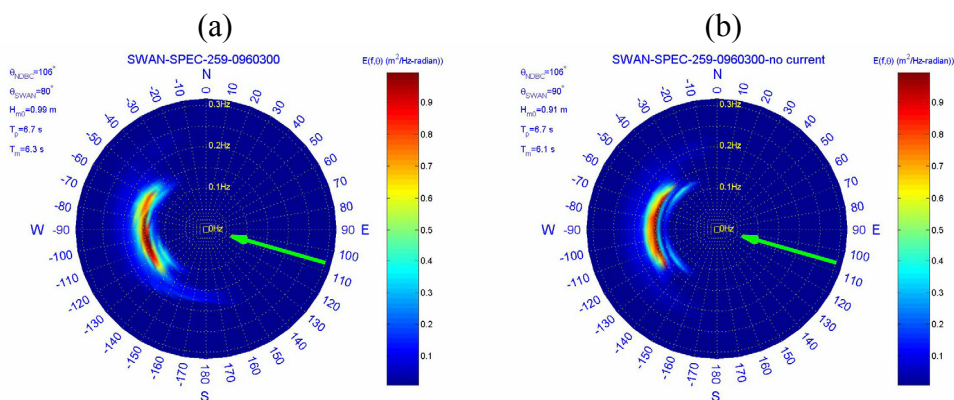 (a)
SWAN-SPEC-259-0960300
E(f,θ) (m²/Hz-radian))
θNDBC=106°
θSWAN=80°
Hm0=0.99 m
Tp=6.7 s
Tm=6.3 s
N
0
10
20
30
40
50
60
70
80
90
E
100
110
120
130
140
150
160
170
180
S
-170
-160
-150
-140
-130
-120
-110
-100
-90
W
-80
-70
-60
-50
-40
-30
-20
-10
0.3Hz
0.2Hz
0.1Hz
0Hz
0.9
0.8
0.7
0.6
0.5
0.4
0.3
0.2
0.1
(b)
SWAN-SPEC-259-0960300-no current
E(f,θ) (m²/Hz-radian))
θNDBC=106°
θSWAN=90°
Hm0=0.91 m
Tp=6.7 s
Tm=6.1 s
N
0
10
20
30
40
50
60
70
80
90
E
100
110
120
130
140
150
160
170
180
S
-170
-160
-150
-140
-130
-120
-110
-100
-90
W
-80
-70
-60
-50
-40
-30
-20
-10
0.3Hz
0.2Hz
0.1Hz
0Hz
0.9
0.8
0.7
0.6
0.5
0.4
0.3
0.2
0.1